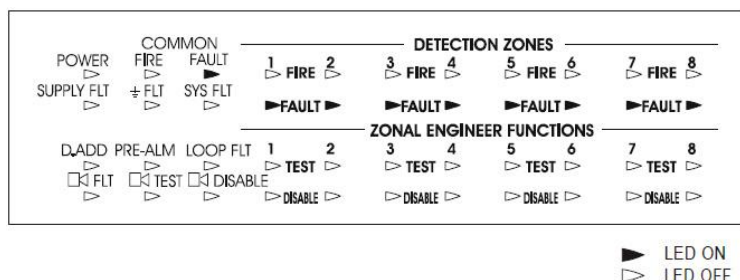 COMMON
POWER FIRE FAULT
SUPPLY FLT ⏚ FLT SYS FLT
DETECTION ZONES
1 2 3 4 5 6 7 8
FIRE FIRE FIRE FIRE
FAULT FAULT FAULT FAULT
D.ADD PRE-ALM LOOP FLT
FLT TEST DISABLE
ZONAL ENGINEER FUNCTIONS
1 2 3 4 5 6 7 8
TEST TEST TEST TEST
DISABLE DISABLE DISABLE DISABLE
LED ON
LED OFF